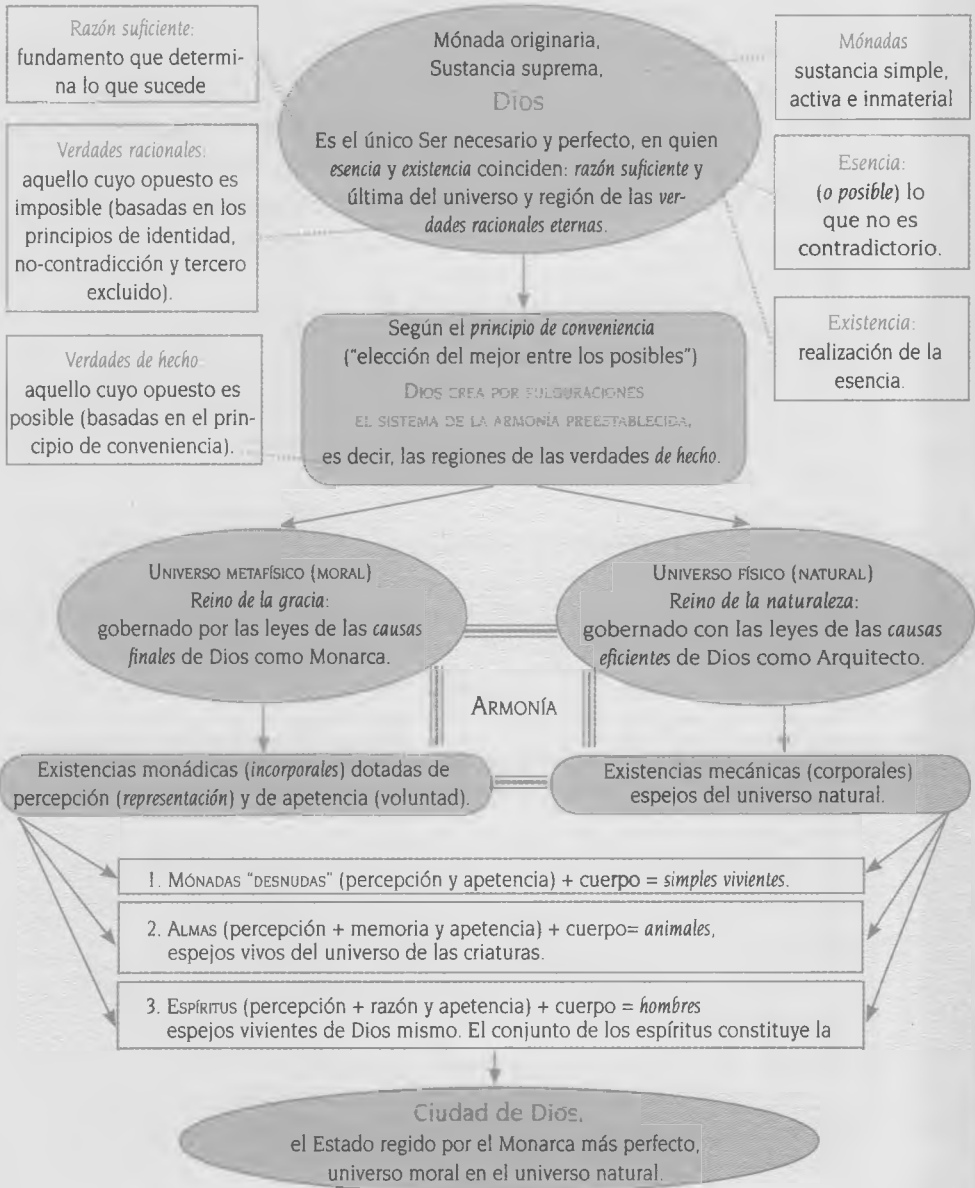 Razón suficiente:
fundamento que determi-
na lo que sucede
Mónada originaria,
Sustancia suprema,
Dios
Es el único Ser necesario y perfecto, en quien
esencia y existencia coinciden: razón suficiente y
última del universo y región de las ver-
dades racionales eternas.
Mónadas
sustancia simple,
activa e inmaterial
Verdades racionales:
aquello cuyo opuesto es
imposible (basadas en los
principios de identidad,
no-contradicción y tercero
excluido).
Esencia:
(o posible) lo
que no es
contradictorio.
Existencia:
realización de la
esencia.
Verdades de hecho:
aquello cuyo opuesto es
posible (basadas en el prin-
cipio de conveniencia).
Según el principio de conveniencia
("elección del mejor entre los posibles")
DIOS CREA POR FULGURACIONES
EL SISTEMA DE LA ARMONÍA PREESTABLECIDA,
es decir, las regiones de las verdades de hecho.
UNIVERSO METAFÍSICO (MORAL)
Reino de la gracia:
gobernado por las leyes de las causas
finales de Dios como Monarca.
UNIVERSO FÍSICO (NATURAL)
Reino de la naturaleza:
gobernado con las leyes de las causas
eficientes de Dios como Arquitecto.
ARMONÍA
Existencias monádicas (incorporales) dotadas de
percepción (representación) y de apetencia (voluntad).
Existencias mecánicas (corporales)
espejos del universo natural.
1. MÓNADAS "DESNUDAS" (percepción y apetencia) + cuerpo = simples vivientes.
2. ALMAS (percepción + memoria y apetencia) + cuerpo= animales,
espejos vivos del universo de las criaturas.
3. ESPÍRITUS (percepción + razón y apetencia) + cuerpo = hombres
espejos vivientes de Dios mismo. El conjunto de los espíritus constituye la
Ciudad de Dios,
el Estado regido por el Monarca más perfecto,
universo moral en el universo natural.